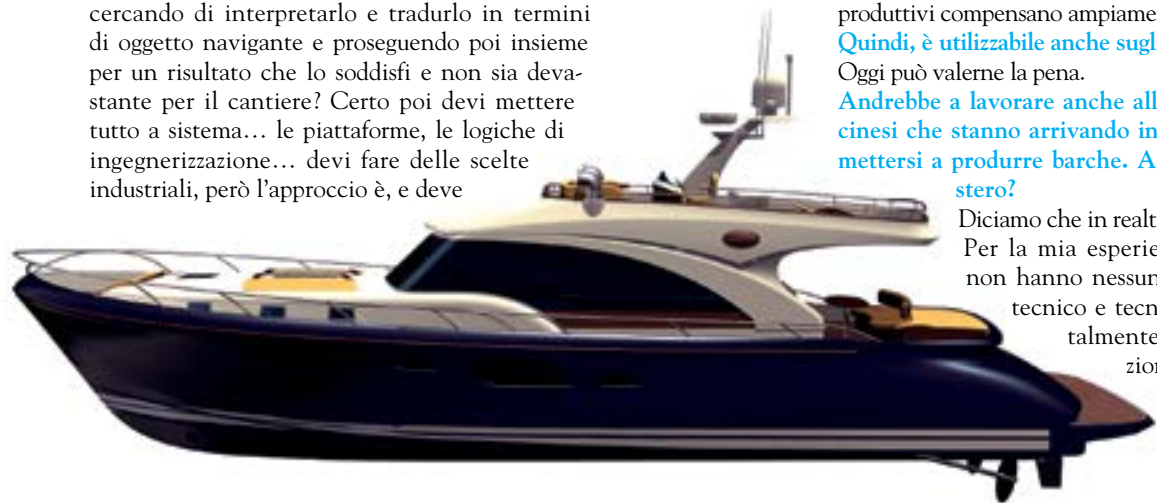 cercando di interpretarlo e tradurlo in termini
di oggetto navigante e proseguendo poi insieme
per un risultato che lo soddisfi e non sia deva-
stante per il cantiere? Certo poi devi mettere
tutto a sistema… le piattaforme, le logiche di
ingegnerizzazione… devi fare delle scelte
industriali, però l’approccio è, e deve
produttivi compensano ampiame
Quindi, è utilizzabile anche sugl
Oggi può valerne la pena.
Andrebbe a lavorare anche all
cinesi che stanno arrivando in
mettersi a produrre barche. A
stero?
Diciamo che in realt
Per la mia esperie
non hanno nessun
tecnico e tecn
talmente
zion